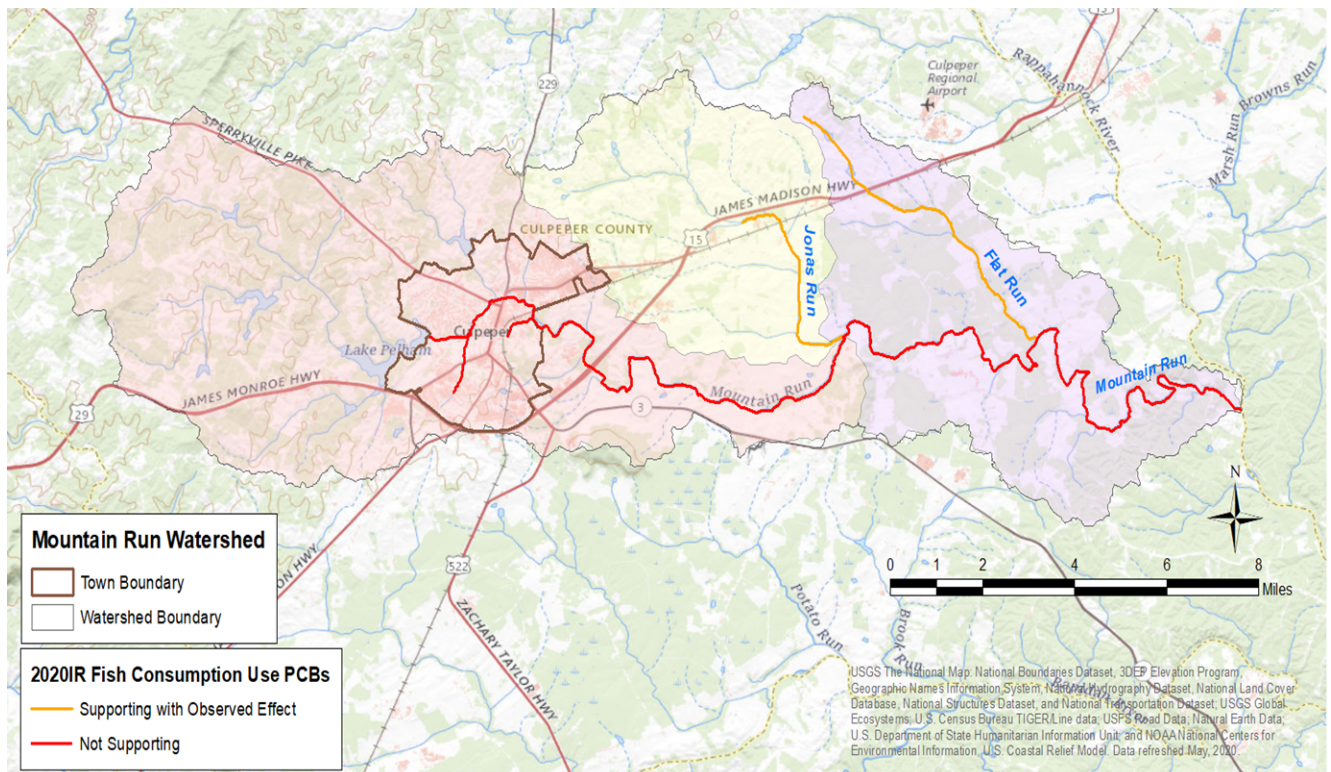 SPERRYVILLE PIKE
229
Culpeper
Regional
Airport
15
Rappahannock River
Marsh Run
Browns Run
JAMES MADISON HWY
CULPEPER COUNTY
15
Jonas Run
Flat Run
Culpeper
Lake Pelham
JAMES MONROE HWY
29
Mountain Run
3
Mountain Run
N
522
ZACHARY TAYLOR HWY
ON HWY
Potato Run
Brook Run
Mountain Run Watershed
Town Boundary
Watershed Boundary
2020IR Fish Consumption Use PCBs
Supporting with Observed Effect
Not Supporting
0 1 2 4 6 8
Miles
USGS The National Map: National Boundaries Dataset, 3DEP Elevation Program,
Geographic Names Information System, National Hydrography Dataset, National Land Cover
Database, National Structures Dataset, and National Transportation Dataset; USGS Global
Ecosystems; U.S. Census Bureau TIGER/Line data; USFS Road Data; Natural Earth Data;
U.S. Department of State Humanitarian Information Unit; and NOAA National Centers for
Environmental Information, U.S. Coastal Relief Model. Data refreshed May, 2020.